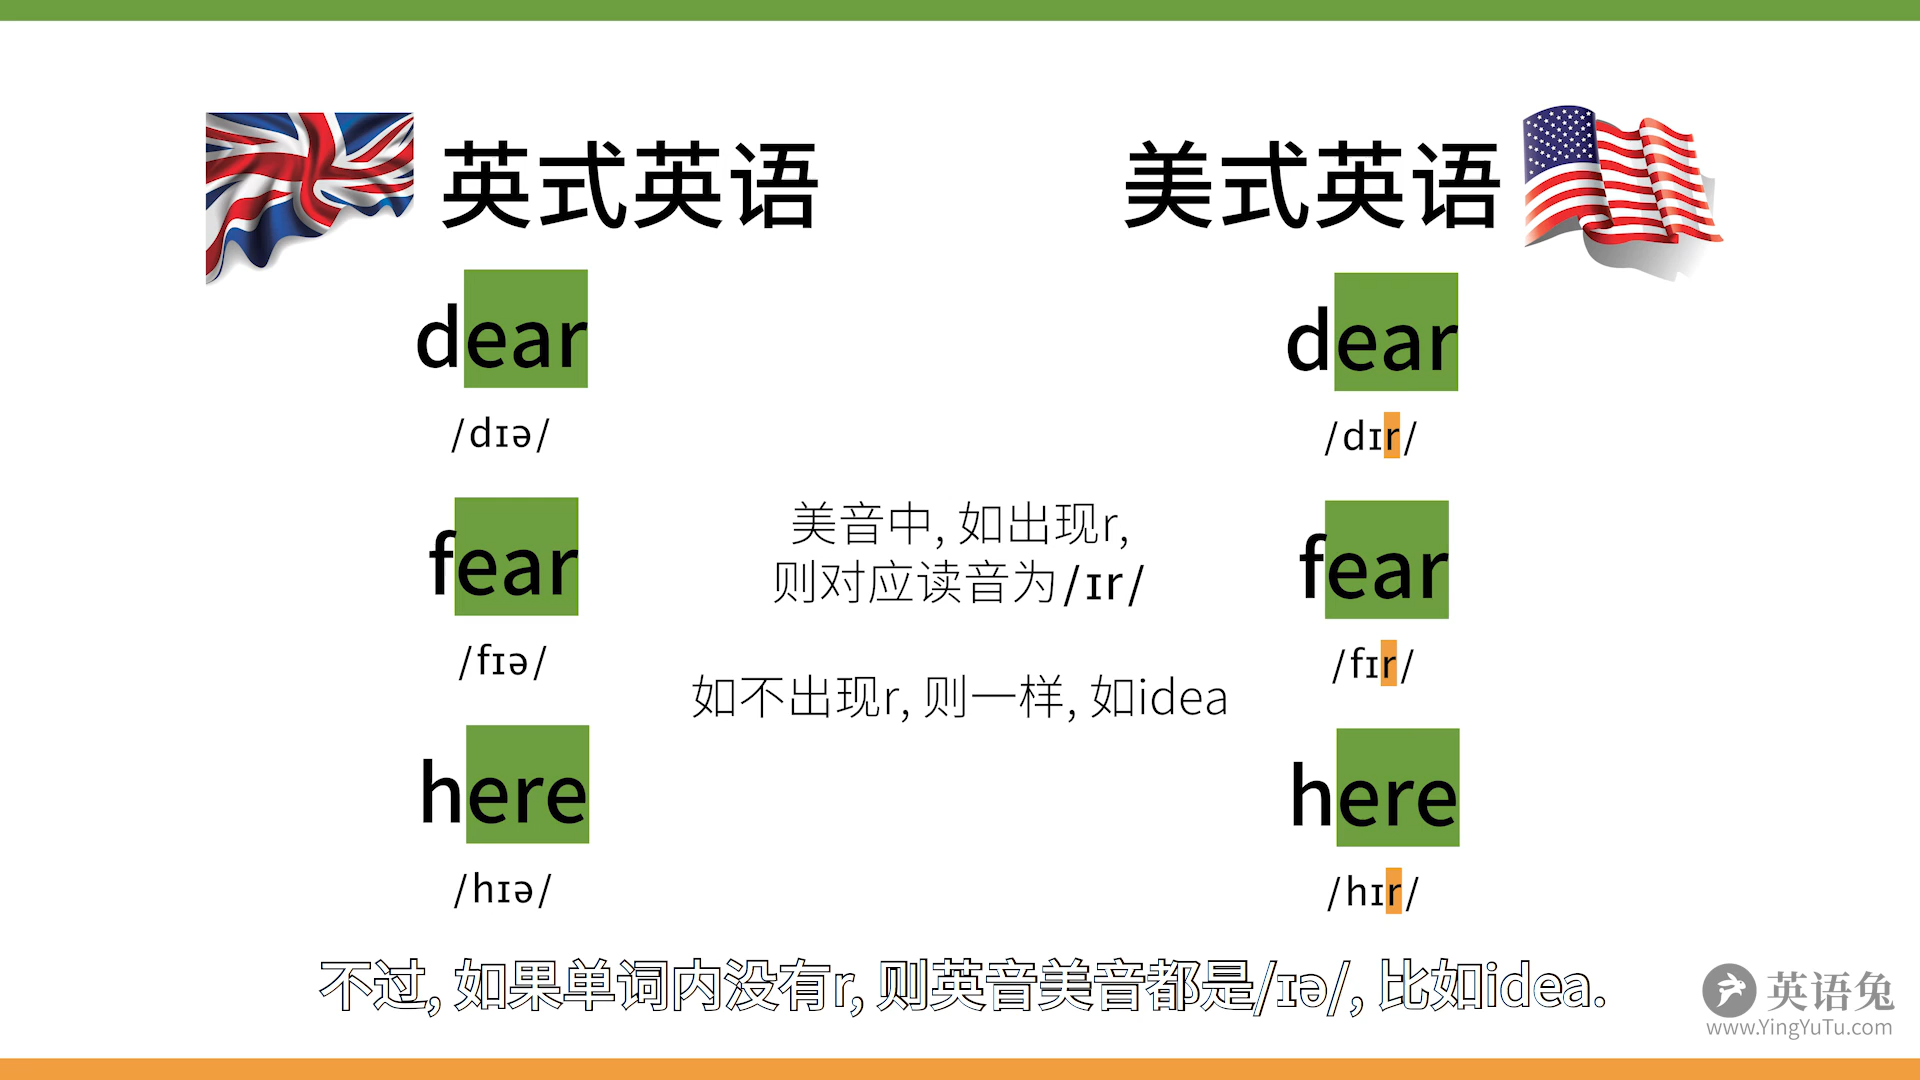 英式英语
美式英语
dear
/dɪə/
fear
/fɪə/
here
/hɪə/
美音中, 如出现r,
则对应读音为/ɪr/
如不出现r, 则一样, 如idea
dear
/dɪr/
fear
/fɪr/
here
/hɪr/
不过, 如果单词内没有r, 则英音美音都是/ɪə/, 比如idea.
英语兔
www.YingYuTu.com